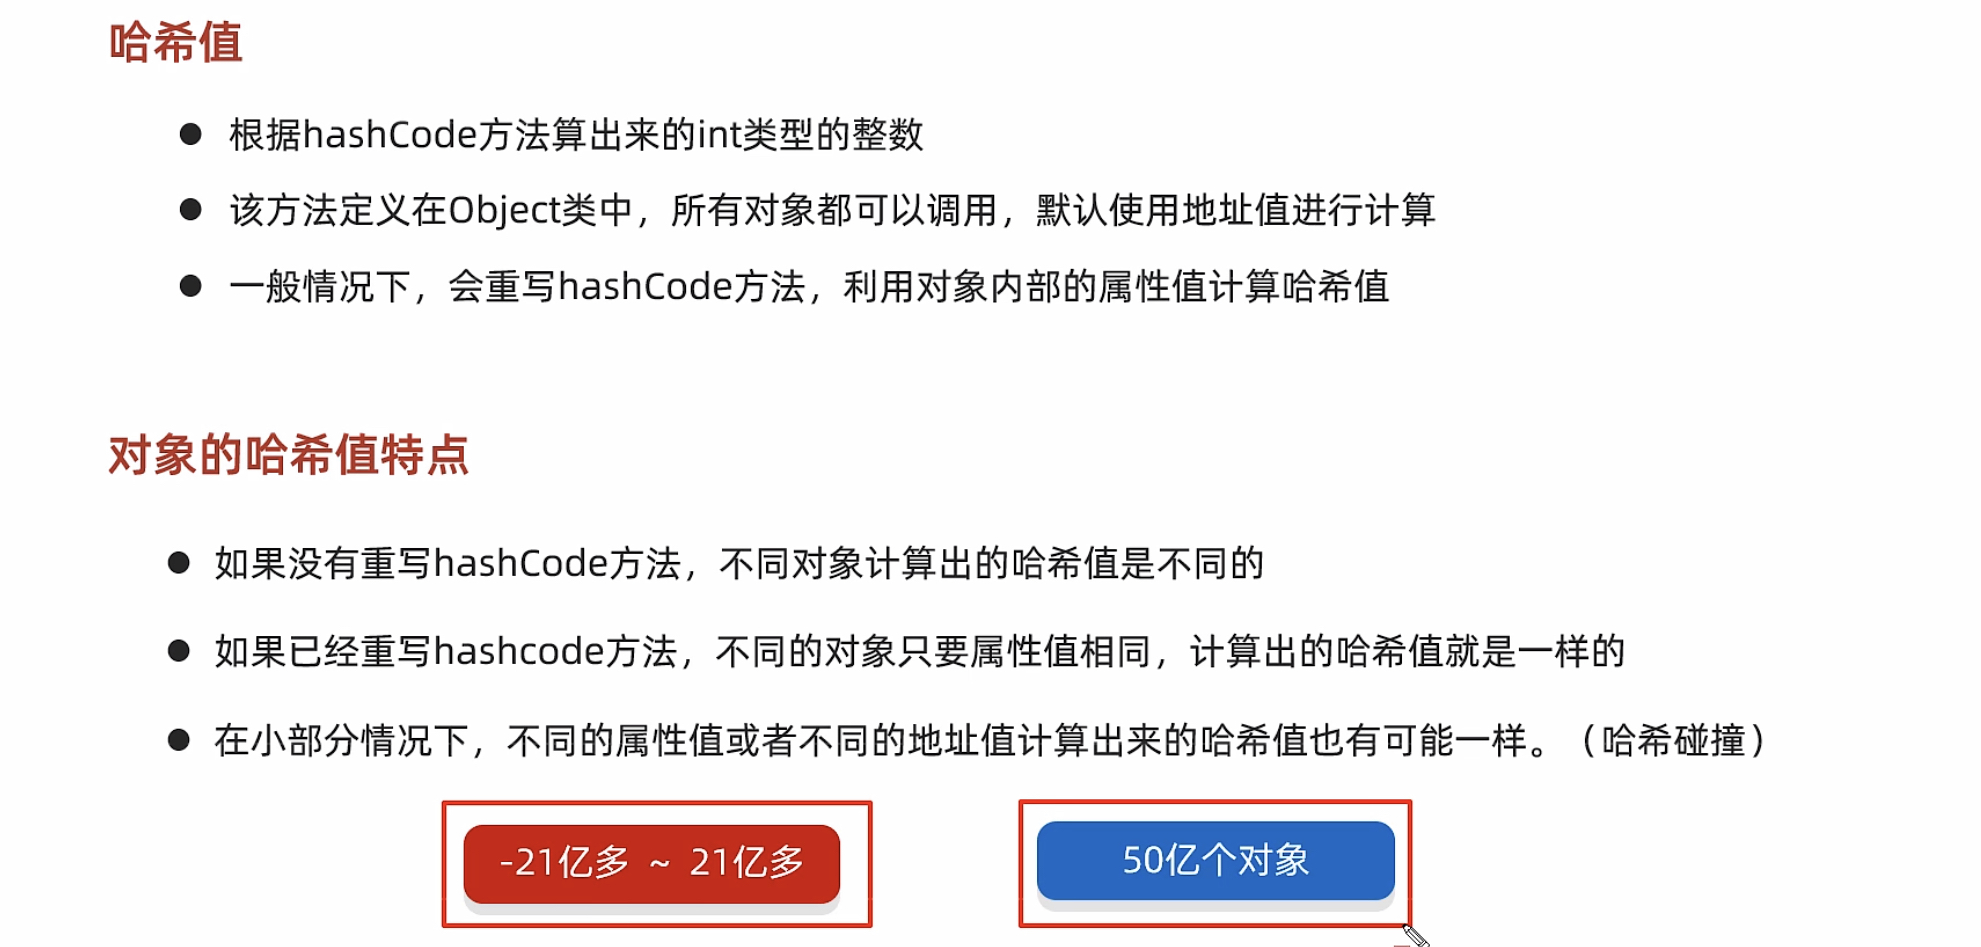 哈希值
● 根据hashCode方法算出来的int类型的整数
● 该方法定义在Object类中，所有对象都可以调用，默认使用地址值进行计算
● 一般情况下，会重写hashCode方法，利用对象内部的属性值计算哈希值
对象的哈希值特点
● 如果没有重写hashCode方法，不同对象计算出的哈希值是不同的
● 如果已经重写hashcode方法，不同的对象只要属性值相同，计算出的哈希值就是一样的
● 在小部分情况下，不同的属性值或者不同的地址值计算出来的哈希值也有可能一样。（哈希碰撞）
-21亿多 ~ 21亿多
50亿个对象